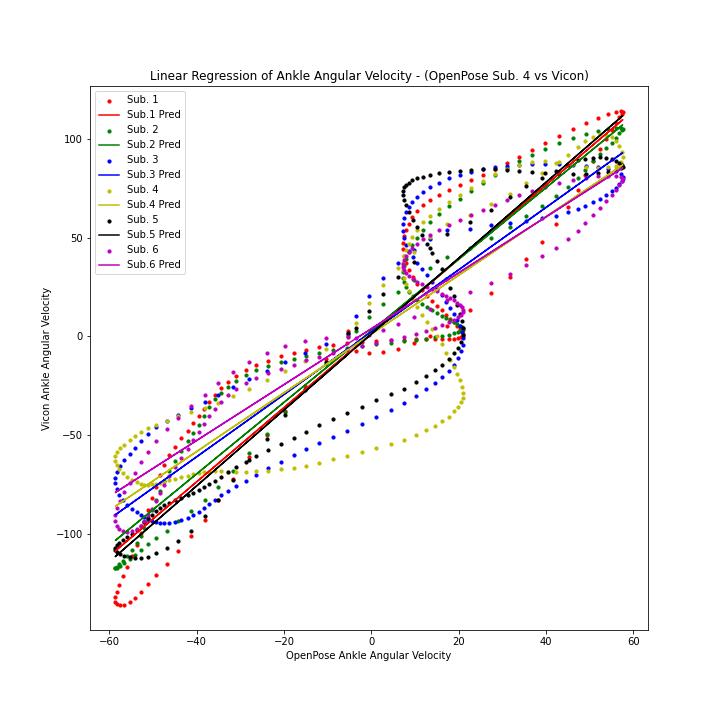 Linear Regression of Ankle Angular Velocity - (OpenPose Sub. 4 vs Vicon)
Sub. 1
Sub.1 Pred
Sub. 2
Sub.2 Pred
Sub. 3
Sub.3 Pred
Sub. 4
Sub.4 Pred
Sub. 5
Sub.5 Pred
Sub. 6
Sub.6 Pred
Vicon Ankle Angular Velocity
100
50
0
−50
−100
−60 −40 −20 0 20 40 60
OpenPose Ankle Angular Velocity